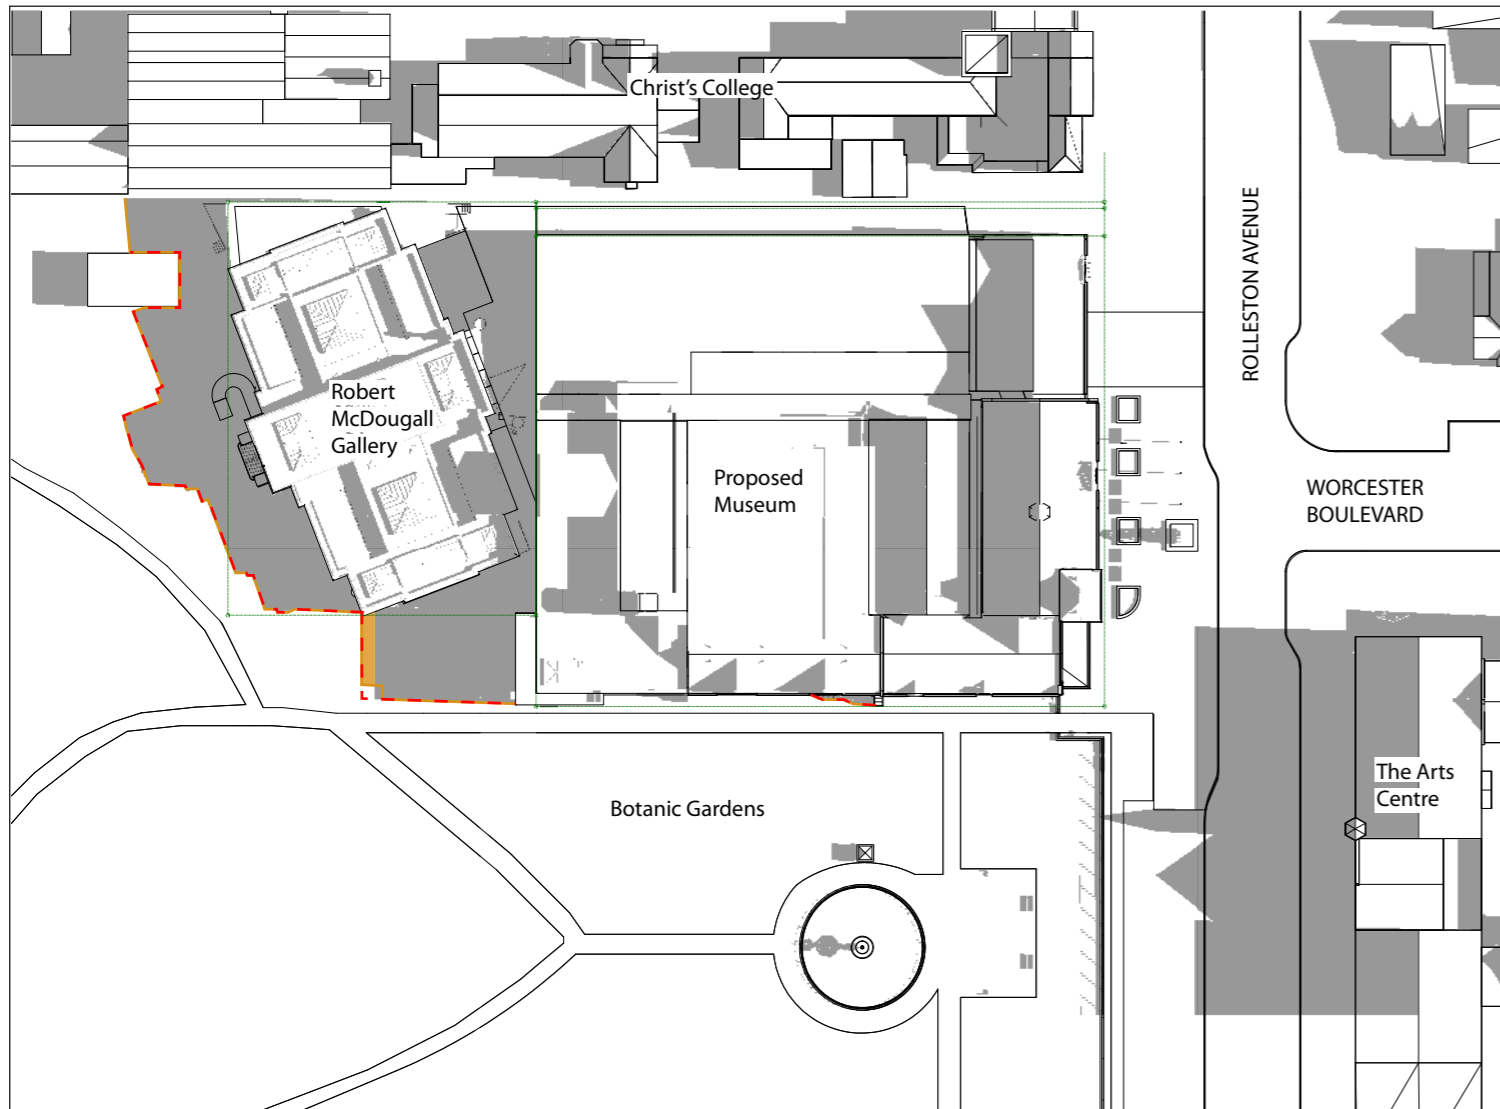 Christ's College
ROLLESTON AVENUE
Robert
McDougall
Gallery
Proposed
Museum
WORCESTER
BOULEVARD
The Arts
Centre
Botanic Gardens